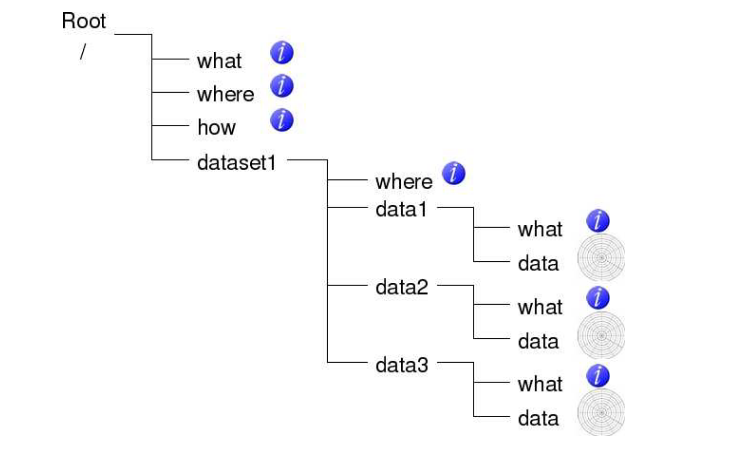 Root
/
what i
where i
how i
dataset1
where i
data1
what i
data
data2
what i
data
data3
what i
data